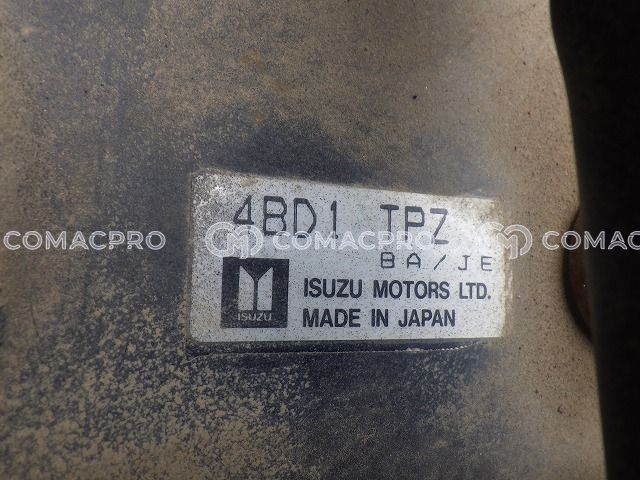 4BD1 TPZ
COMACPRO COMACPRO COMACPRO
BA/JE
ISUZU
ISUZU MOTORS LTD.
MADE IN JAPAN